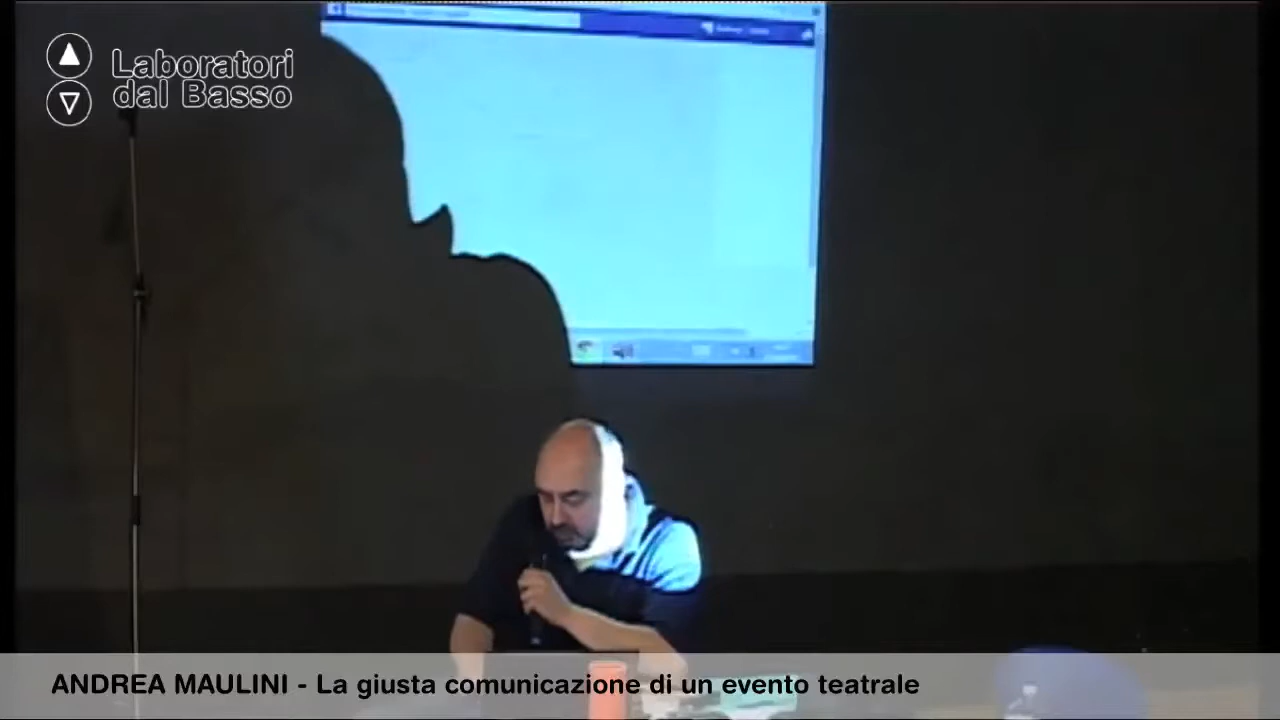 Laboratori
dal Basso
ANDREA MAULINI - La giusta comunicazione di un evento teatrale